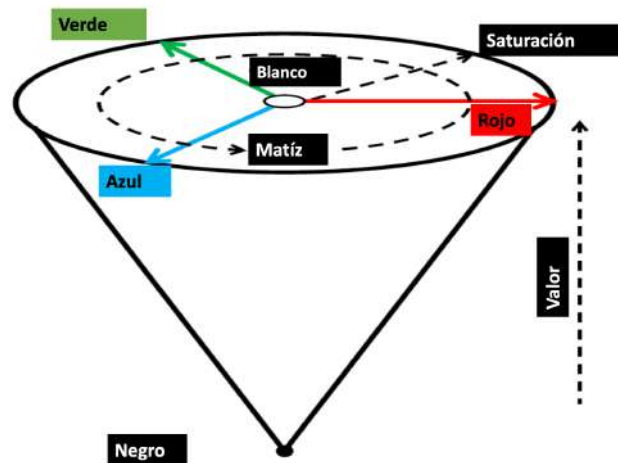 Verde
Saturación
Blanco
Rojo
Matíz
Azul
Valor
Negro